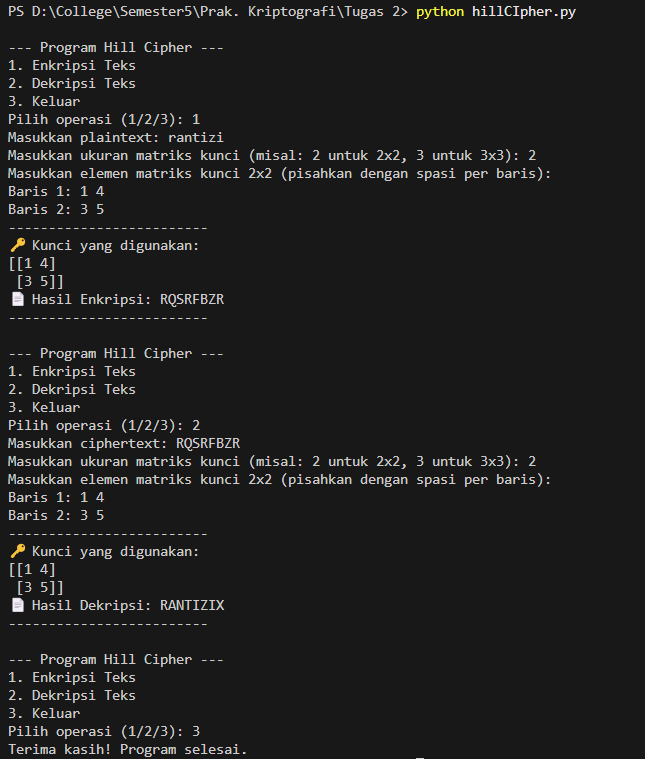 PS D:\College\Semester5\Prak. Kriptografi\Tugas 2> python hillCIpher.py

--- Program Hill Cipher ---
1. Enkripsi Teks
2. Dekripsi Teks
3. Keluar
Pilih operasi (1/2/3): 1
Masukkan plaintext: rantizi
Masukkan ukuran matriks kunci (misal: 2 untuk 2x2, 3 untuk 3x3): 2
Masukkan elemen matriks kunci 2x2 (pisahkan dengan spasi per baris):
Baris 1: 1 4
Baris 2: 3 5
-------------------------
🔑 Kunci yang digunakan:
[[1 4]
 [3 5]]
📄 Hasil Enkripsi: RQSRFBZR
-------------------------

--- Program Hill Cipher ---
1. Enkripsi Teks
2. Dekripsi Teks
3. Keluar
Pilih operasi (1/2/3): 2
Masukkan ciphertext: RQSRFBZR
Masukkan ukuran matriks kunci (misal: 2 untuk 2x2, 3 untuk 3x3): 2
Masukkan elemen matriks kunci 2x2 (pisahkan dengan spasi per baris):
Baris 1: 1 4
Baris 2: 3 5
-------------------------
🔑 Kunci yang digunakan:
[[1 4]
 [3 5]]
📄 Hasil Dekripsi: RANTIZIX
-------------------------

--- Program Hill Cipher ---
1. Enkripsi Teks
2. Dekripsi Teks
3. Keluar
Pilih operasi (1/2/3): 3
Terima kasih! Program selesai.